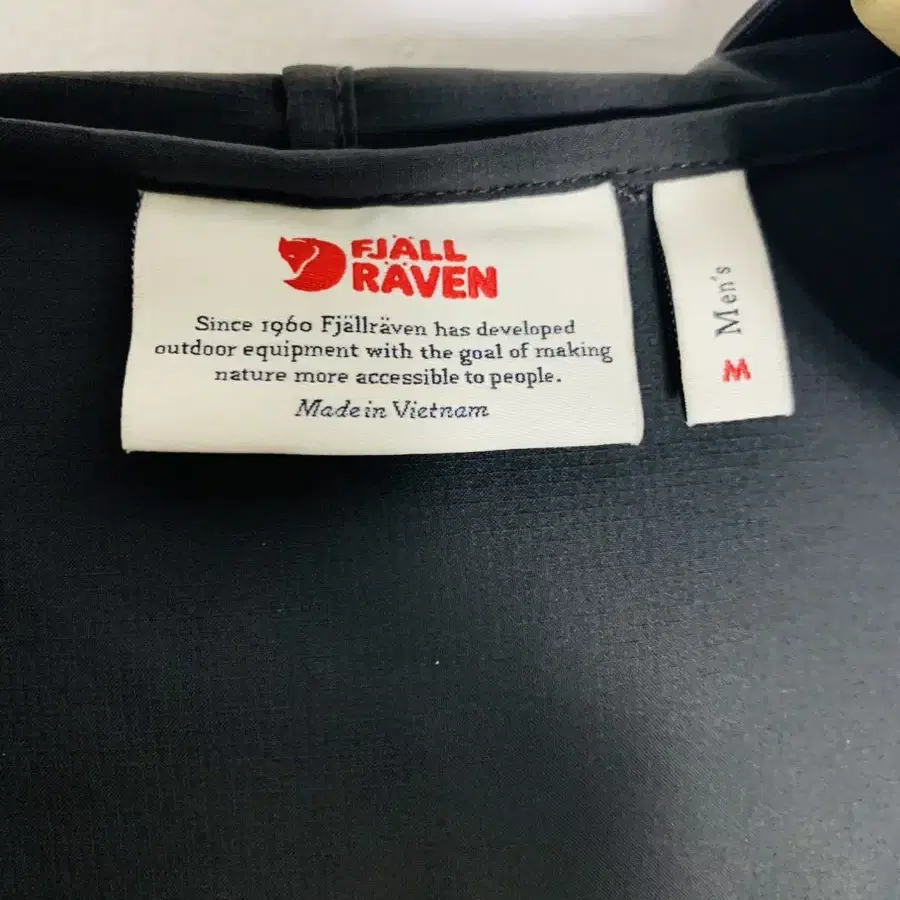 FJÄLL
RÄVEN
Since 1960 Fjällräven has developed
outdoor equipment with the goal of making
nature more accessible to people.
Made in Vietnam
Men's
M